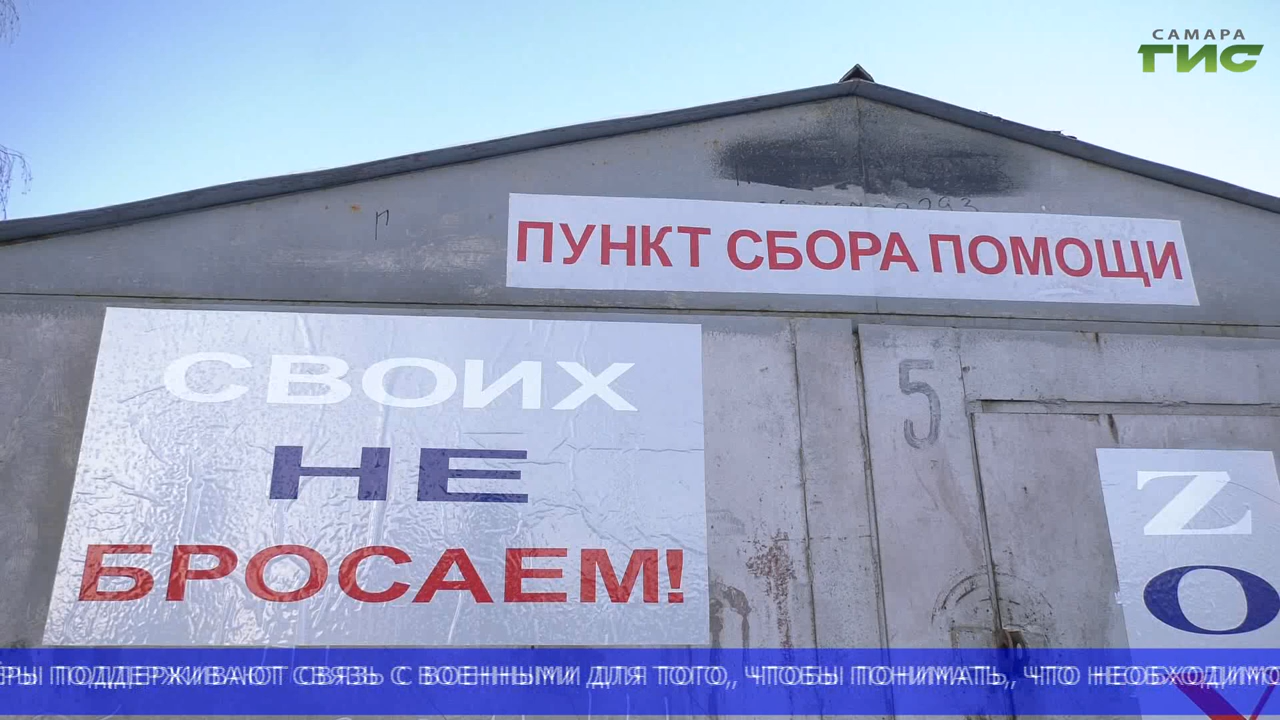 САМАРА
ГИС
ПУНКТ СБОРА ПОМОЩИ
СВОИХ
НЕ
БРОСАЕМ!
5
П
Z
O
V
ПОДДЕРЖИВАЮТ СВЯЗЬ С ВОЕННЫМИ ДЛЯ ТОГО, ЧТОБЫ ПОНИМАТЬ, ЧТО НЕОБХОДИМО